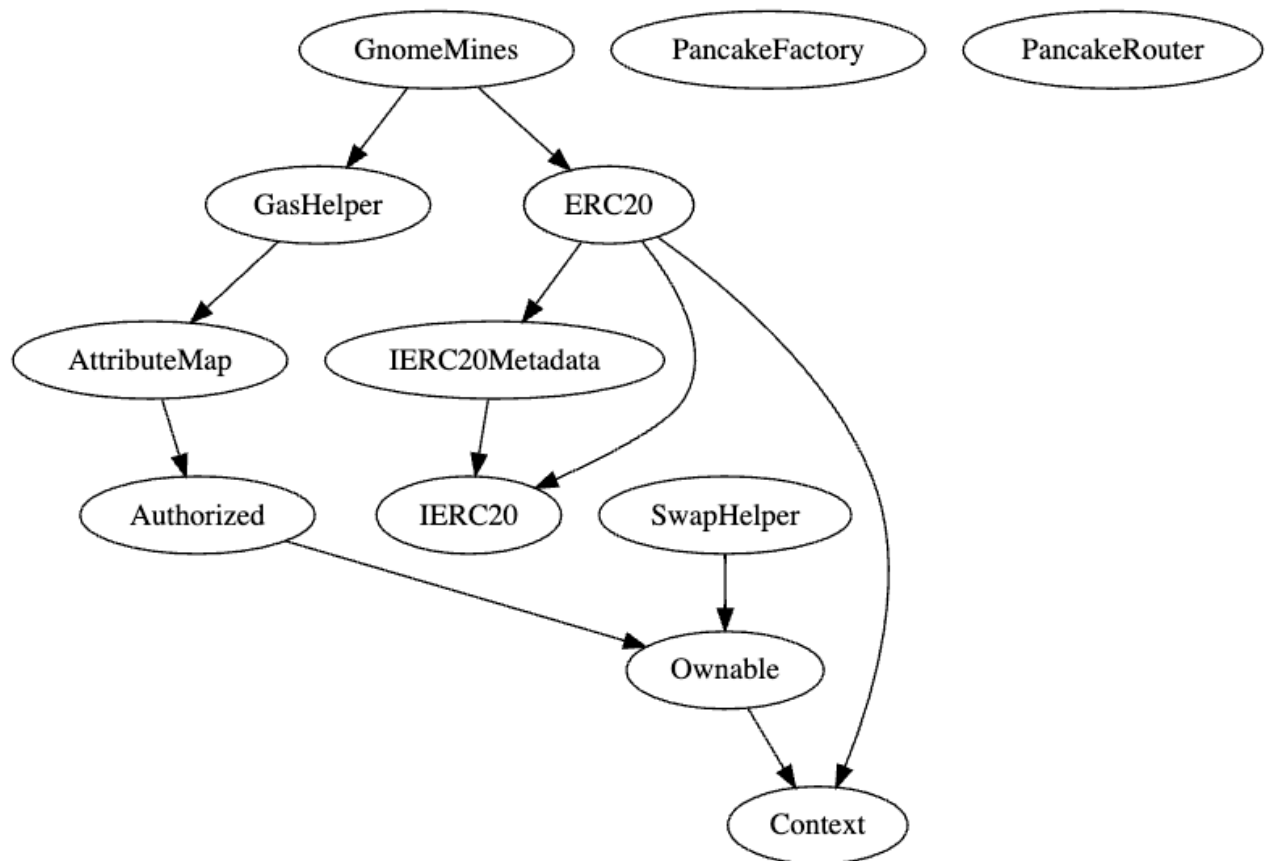 GnomeMines
PancakeFactory
PancakeRouter
GasHelper
ERC20
AttributeMap
IERC20Metadata
Authorized
IERC20
SwapHelper
Ownable
Context